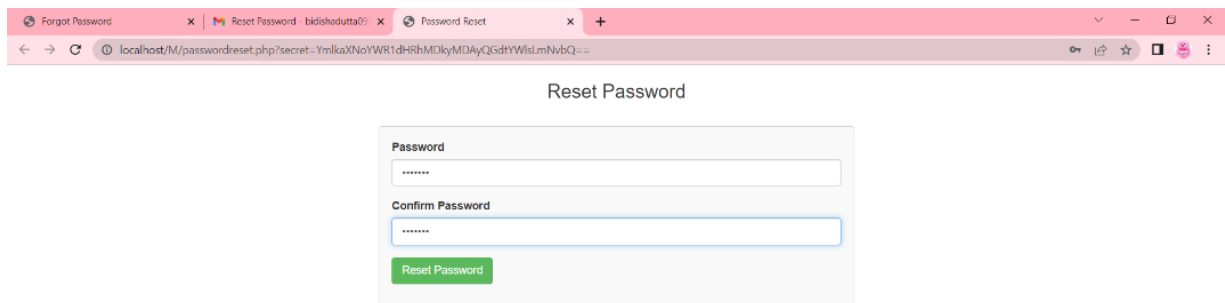 Forgot Password
Reset Password - bidishadutta09
Password Reset
localhost/M/passwordreset.php?secret=YmlkaXNoYWR1dHRhMDkyMDAyQGdtYWlsLmNvbQ==
Reset Password
Password
•••••••
Confirm Password
•••••••
Reset Password